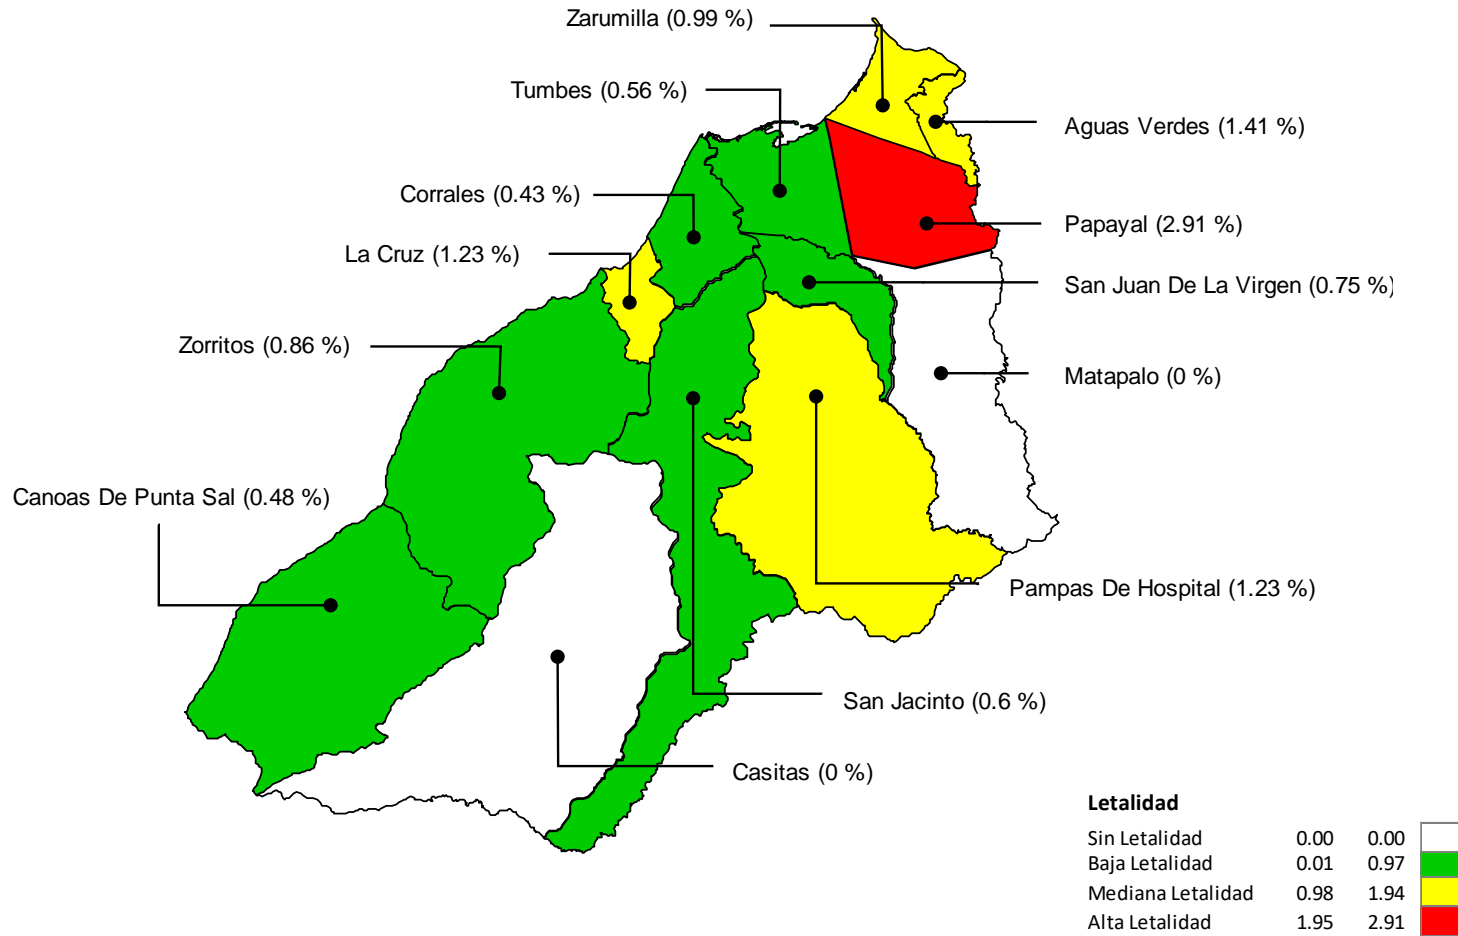 Zarumilla (0.99 %)
Tumbes (0.56 %)
Aguas Verdes (1.41 %)
Corrales (0.43 %)
Papayal (2.91 %)
La Cruz (1.23 %)
San Juan De La Virgen (0.75 %)
Zorritos (0.86 %)
Matapalo (0 %)
Canoas De Punta Sal (0.48 %)
Pampas De Hospital (1.23 %)
San Jacinto (0.6 %)
Casitas (0 %)
Letalidad
Sin Letalidad 0.00 0.00
Baja Letalidad 0.01 0.97
Mediana Letalidad 0.98 1.94
Alta Letalidad 1.95 2.91